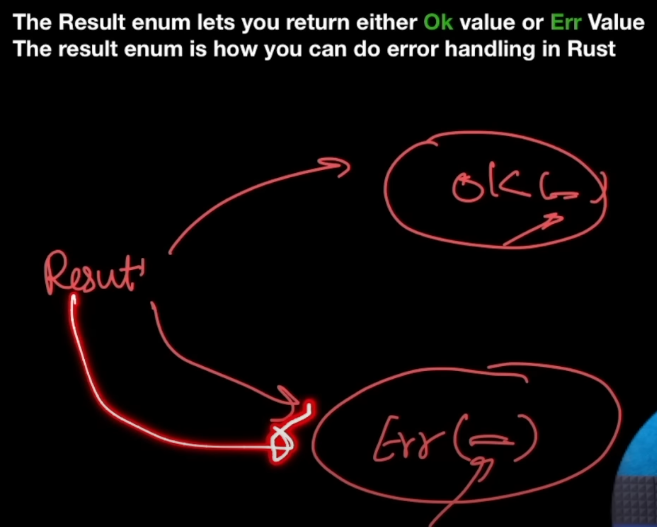 The Result enum lets you return either Ok value or Err Value
The result enum is how you can do error handling in Rust
OK(_)
Resut
Err(_)